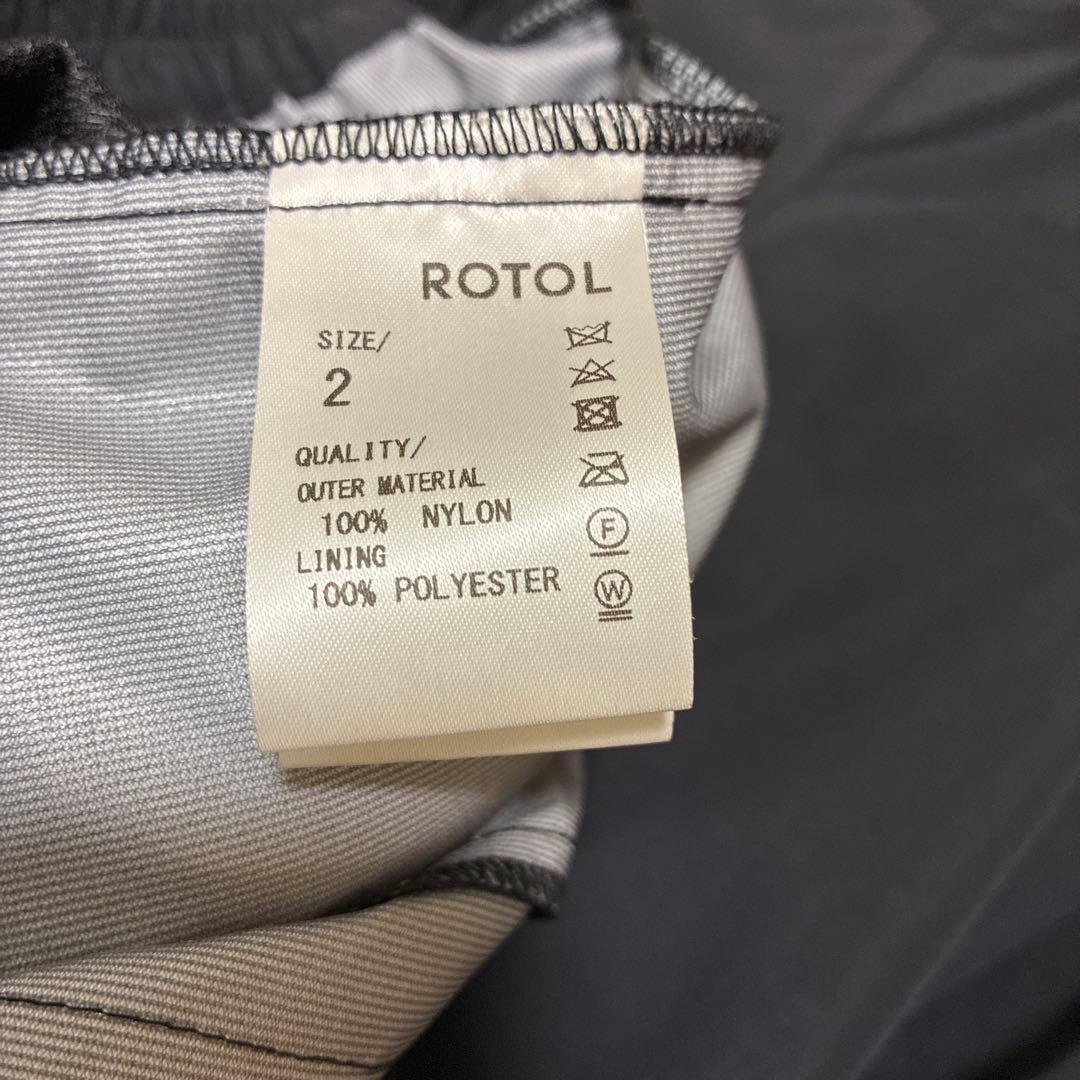 ROTOL
SIZE/
2
QUALITY/
OUTER MATERIAL
100% NYLON
LINING
100% POLYESTER
F
W